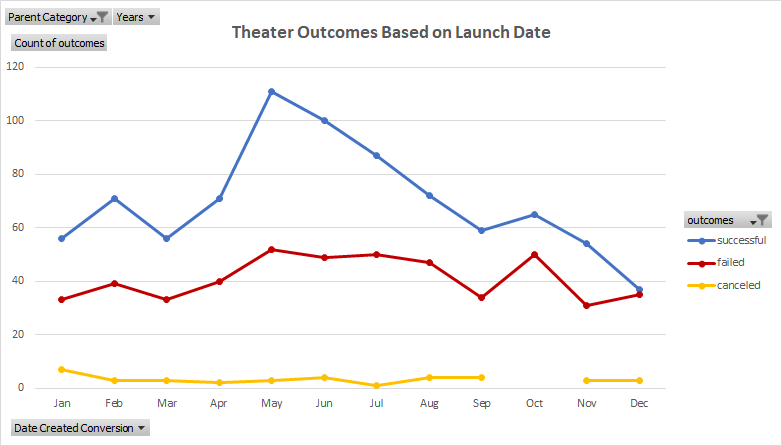 Parent Category Years
Theater Outcomes Based on Launch Date
Count of outcomes
120
100
80
60
40
20
0
Jan Feb Mar Apr May Jun Jul Aug Sep Oct Nov Dec
outcomes
successful
failed
canceled
Date Created Conversion